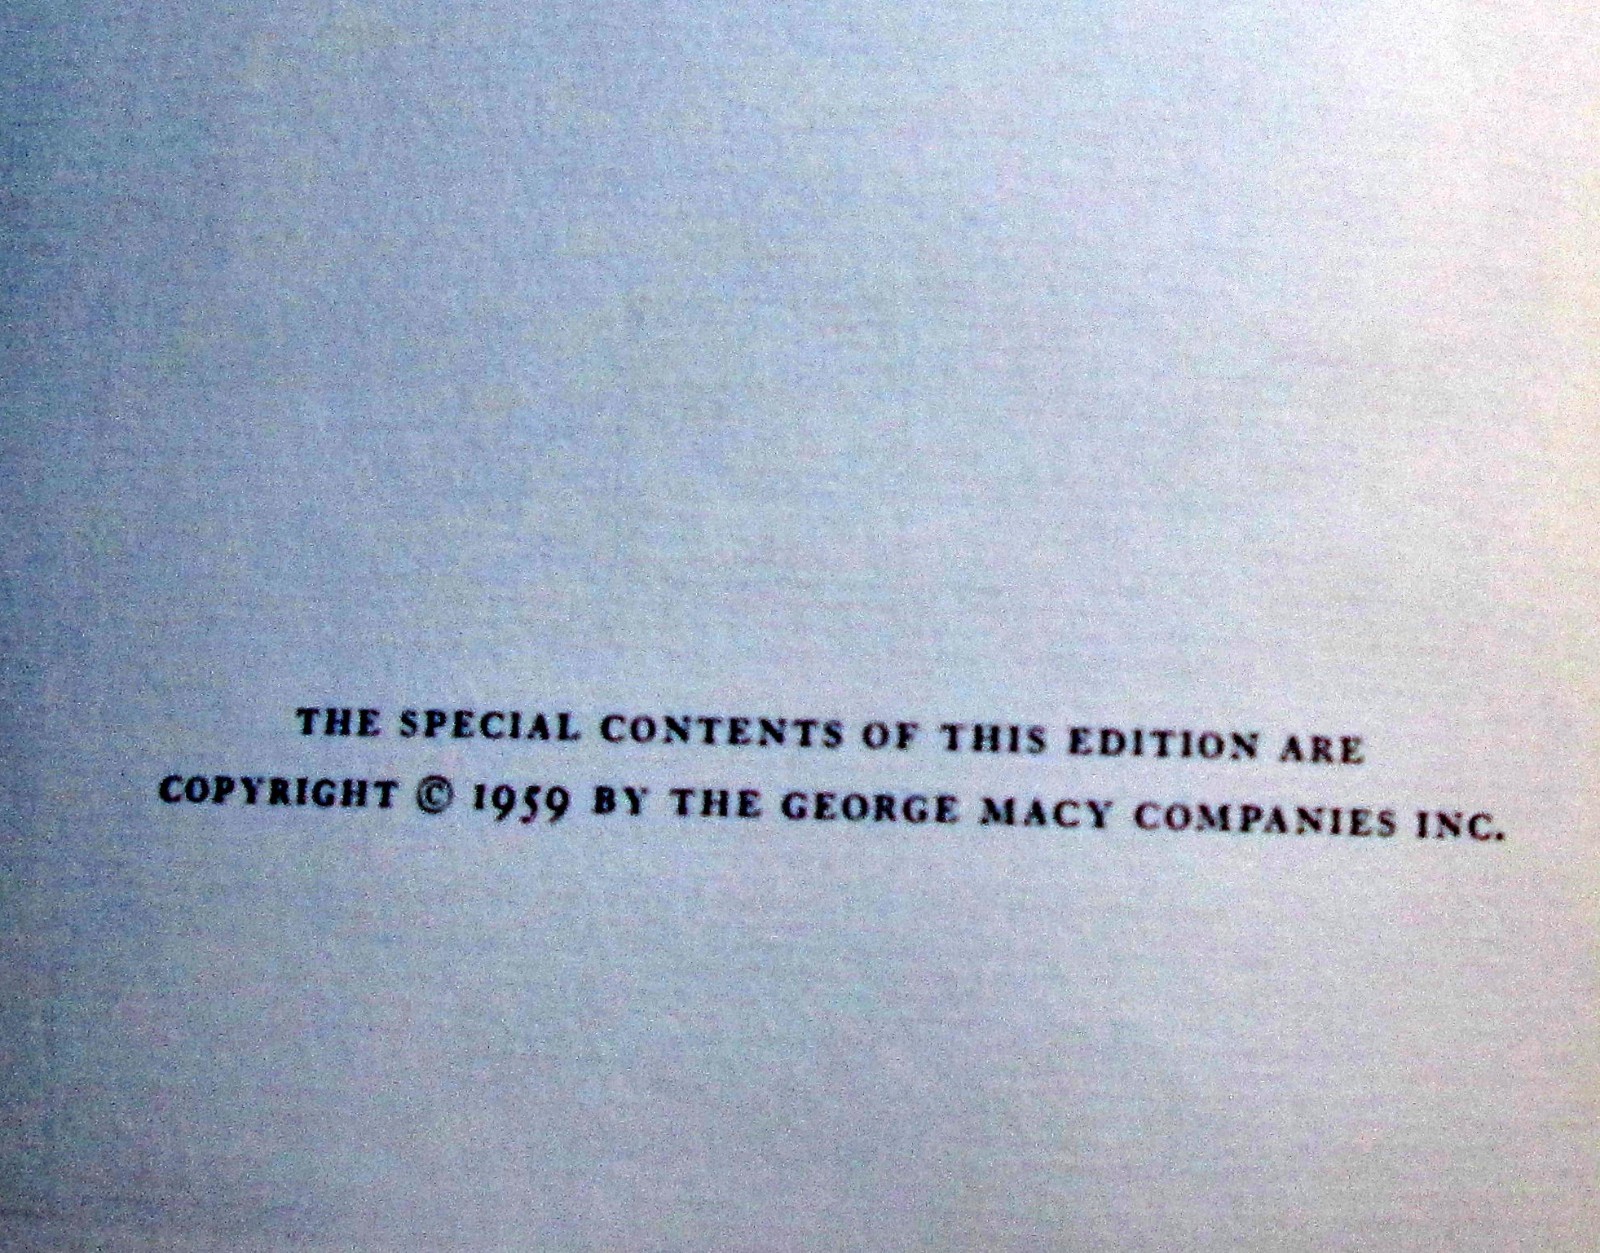 THE SPECIAL CONTENTS OF THIS EDITION ARE
COPYRIGHT © 1959 BY THE GEORGE MACY COMPANIES INC.